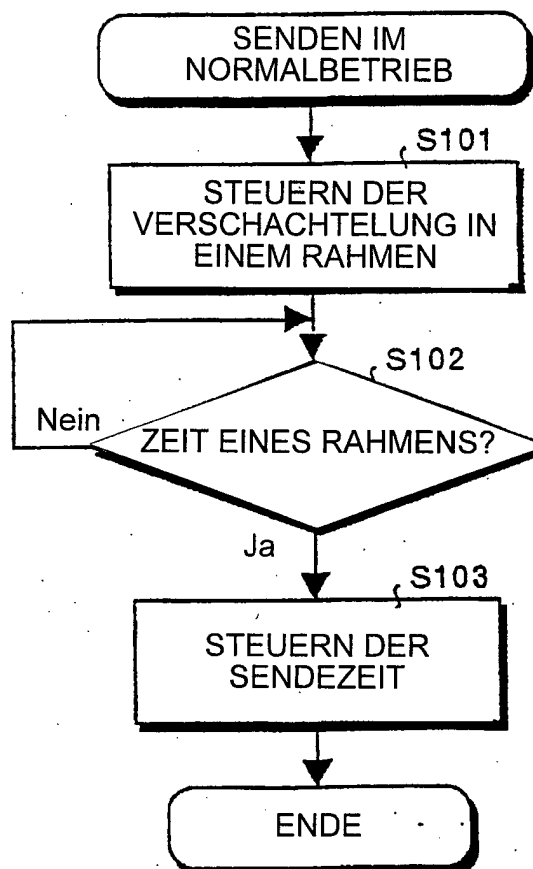 SENDEN IM
NORMALBETRIEB
S101
STEUERN DER
VERSCHACHTELUNG IN
EINEM RAHMEN
S102
Nein
ZEIT EINES RAHMENS?
Ja
S103
STEUERN DER
SENDEZEIT
ENDE